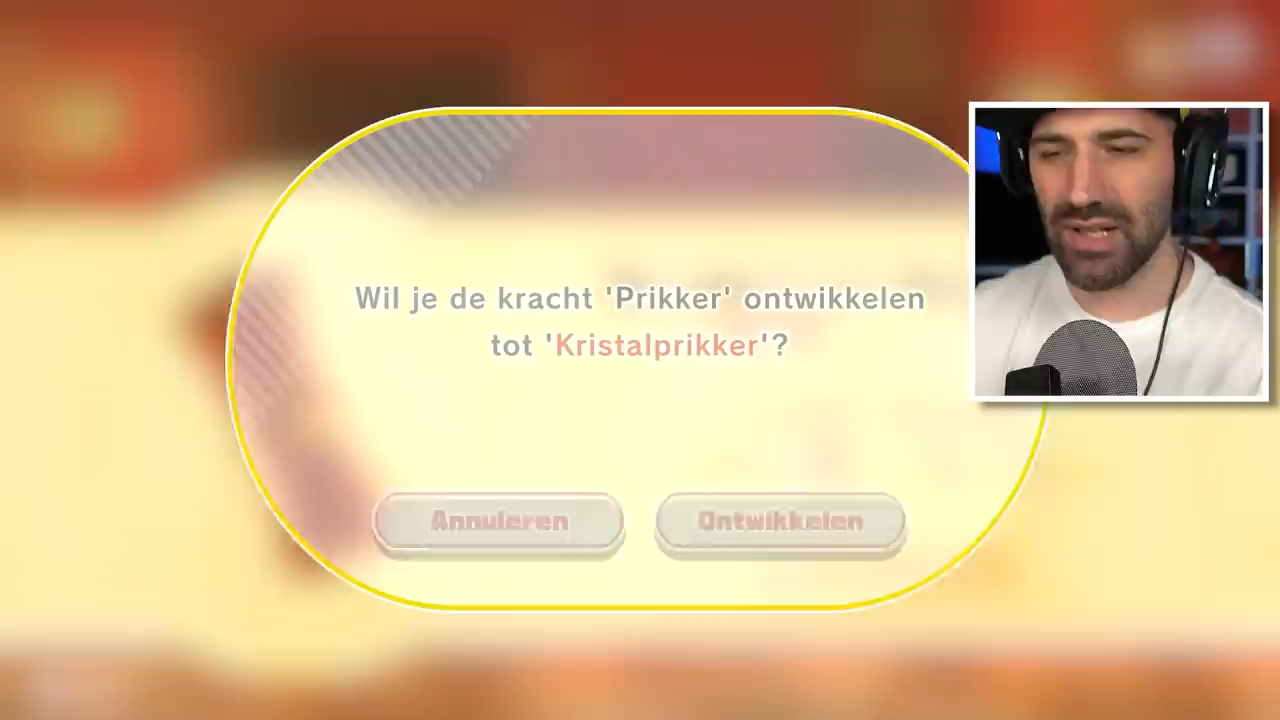 Wil je de kracht 'Prikker' ontwikkelen
tot 'Kristalprikker'?
Annuleren
Ontwikkelen